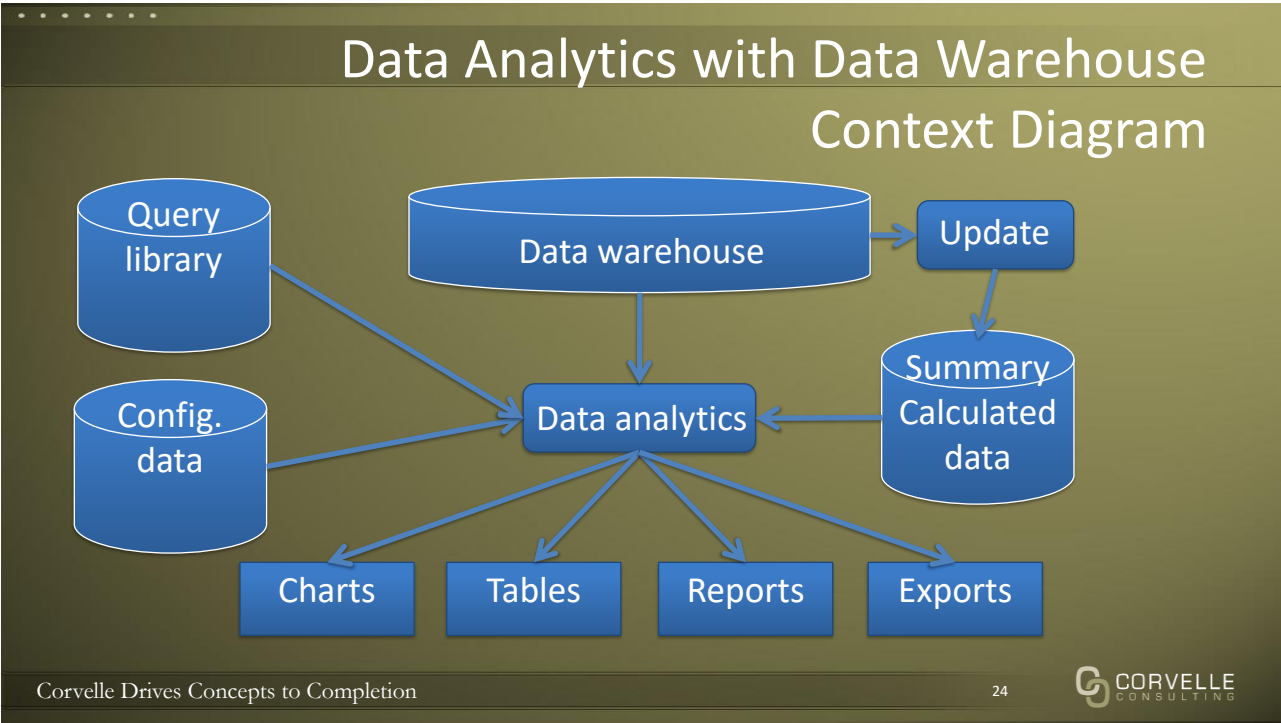 Data Analytics with Data Warehouse
Context Diagram
Query
library
Data warehouse
Update
Config.
data
Data analytics
Summary
Calculated
data
Charts
Tables
Reports
Exports
Corvelle Drives Concepts to Completion
24
CORVELLE
CONSULTING